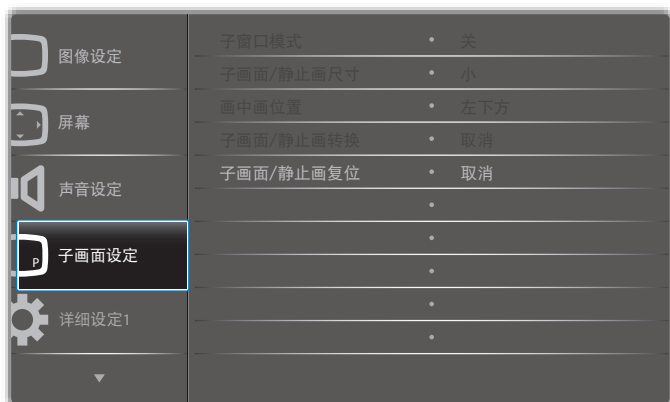 图像设定
屏幕
声音设定
P
子画面设定
详细设定1
▼
子窗口模式 • 关
子画面/静止画尺寸 • 小
画中画位置 • 左下方
子画面/静止画转换 • 取消
子画面/静止画复位 • 取消
•
•
•
•
•